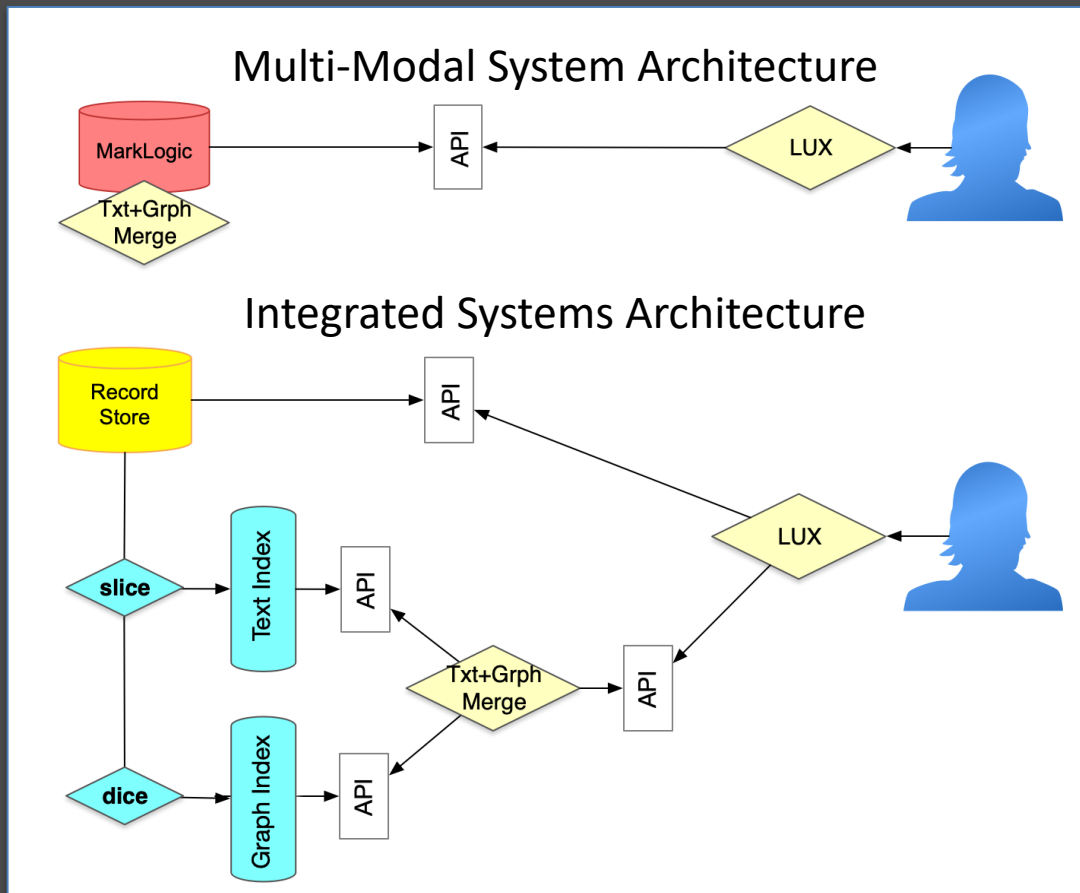 Multi-Modal System Architecture
MarkLogic
API
LUX
Txt+Grph
Merge
Integrated Systems Architecture
Record
Store
API
LUX
slice
Text Index
API
Txt+Grph
Merge
API
dice
Graph Index
API